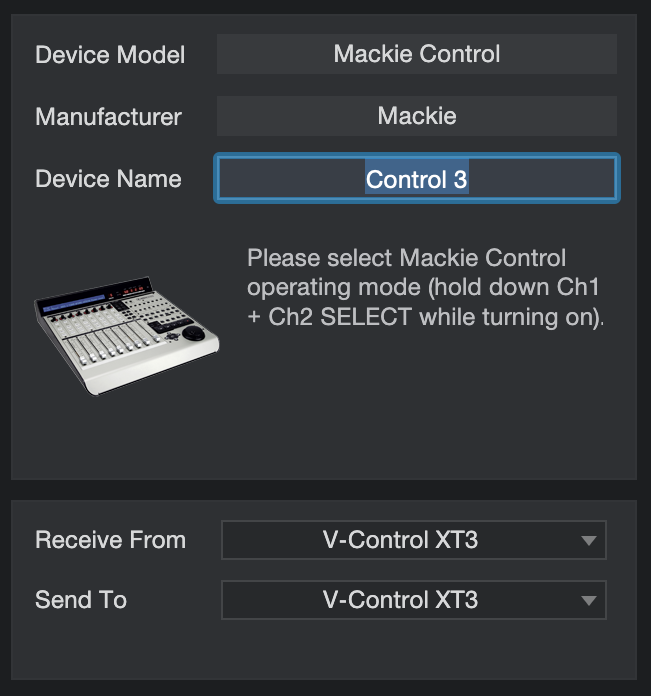 Device Model
Mackie Control
Manufacturer
Mackie
Device Name
Control 3
Please select Mackie Control
operating mode (hold down Ch1
+ Ch2 SELECT while turning on).
Receive From
V-Control XT3
Send To
V-Control XT3